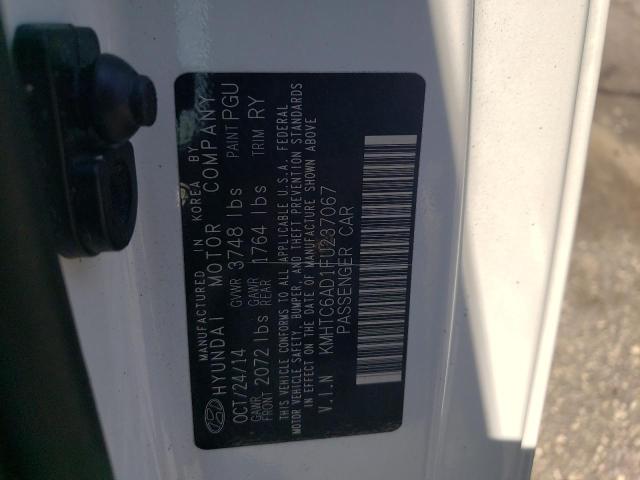 MANUFACTURED IN KOREA BY
HYUNDAI MOTOR COMPANY
OCT/24/14 GVWR 3748 lbs PAINT PGU
GAWR FRONT 2072 lbs GAWR REAR 1764 lbs TRIM RY
THIS VEHICLE CONFORMS TO ALL APPLICABLE U.S.A. FEDERAL
MOTOR VEHICLE SAFETY, BUMPER, AND THEFT PREVENTION STANDARDS
IN EFFECT ON THE DATE OF MANUFACTURE SHOWN ABOVE
V.I.N KMHTC6AD1FU237067
PASSENGER CAR